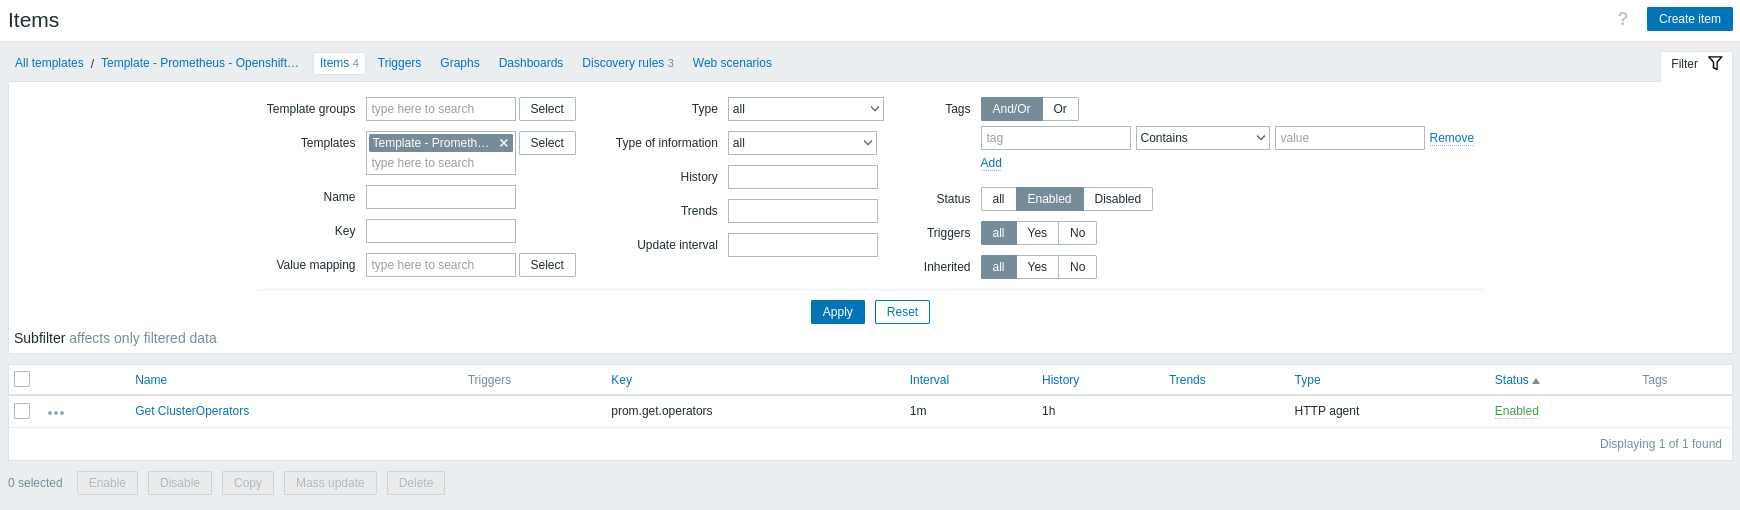 Items
? Create item
All templates / Template - Prometheus - Openshift… Items 4 Triggers Graphs Dashboards Discovery rules 3 Web scenarios Filter
Template groups type here to search Select Type all Tags And/Or Or
tag Contains value Remove
Templates Template - Prometh… Select Type of information all
type here to search
Add
History
Name Status all Enabled Disabled
Trends
Key Triggers all Yes No
Update interval
Value mapping type here to search Select Inherited all Yes No
Apply Reset
Subfilter affects only filtered data
Name Triggers Key Interval History Trends Type Status Tags
Get ClusterOperators prom.get.operators 1m 1h HTTP agent Enabled
Displaying 1 of 1 found
0 selected Enable Disable Copy Mass update Delete